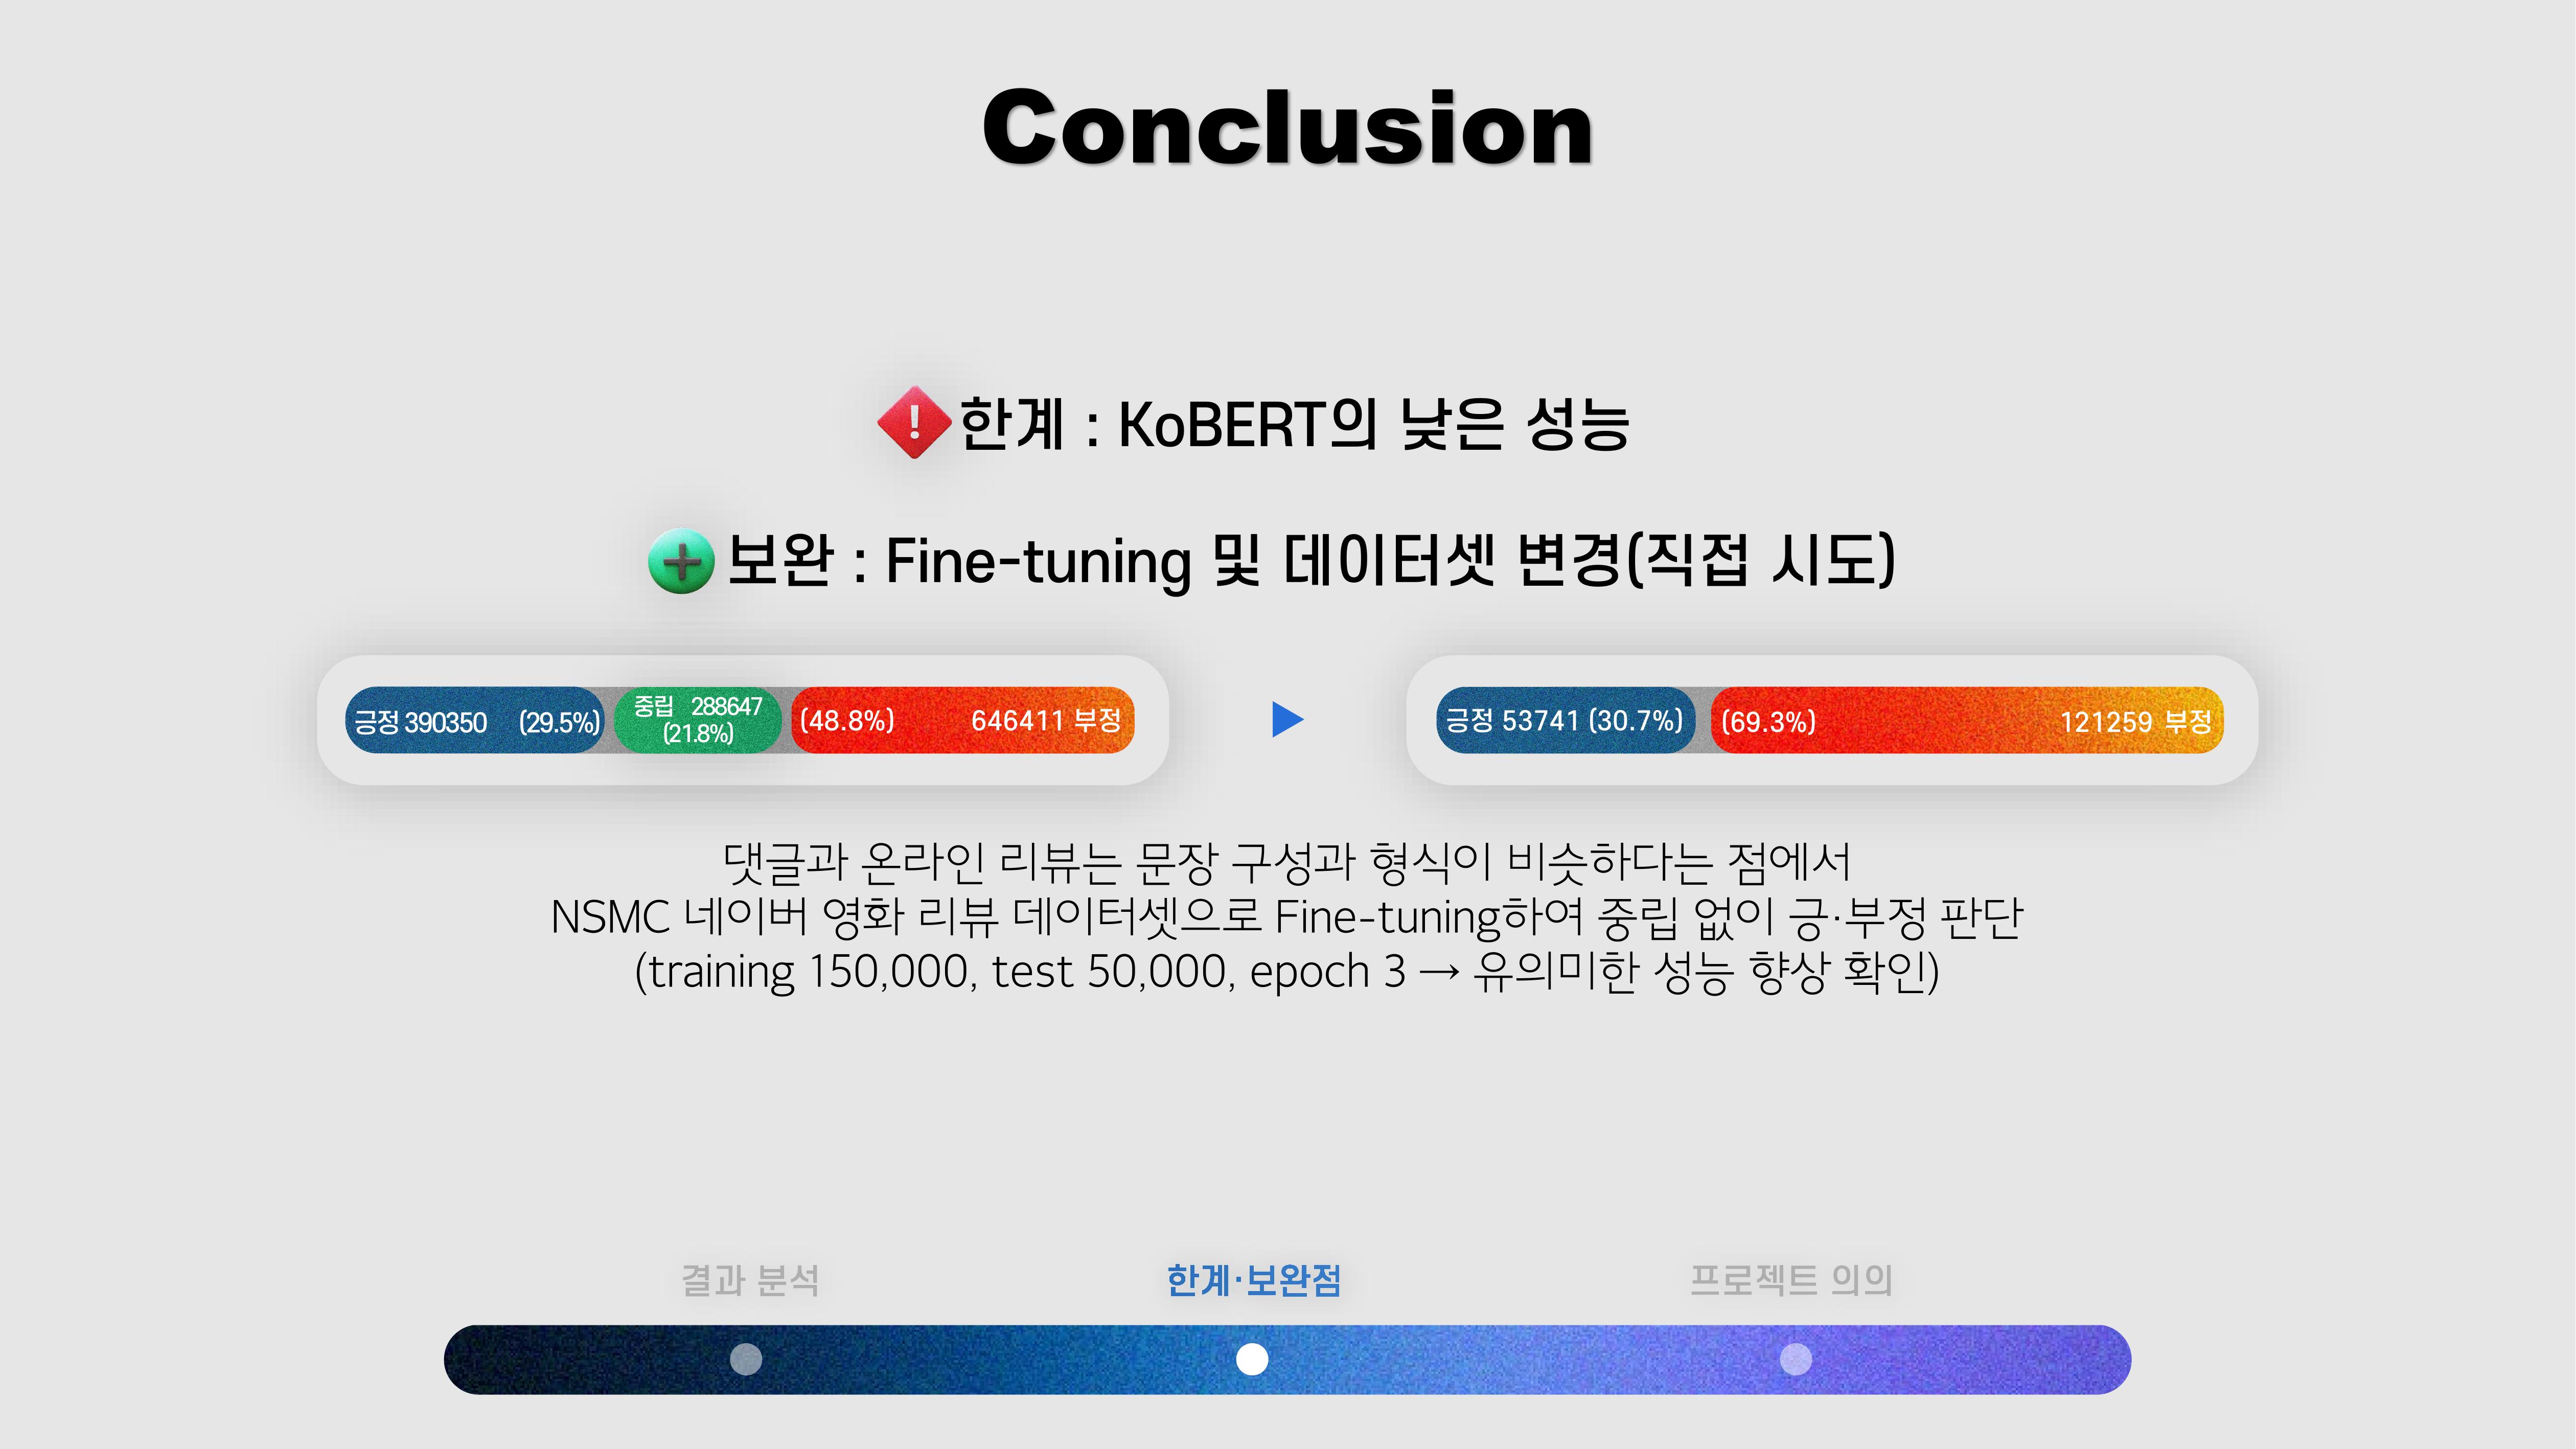 Conclusion
한계 : KoBERT의 낮은 성능
보완 : Fine-tuning 및 데이터셋 변경(직접 시도)
긍정 390350 (29.5%)
중립 288647
(21.8%)
(48.8%) 646411 부정
긍정 53741 (30.7%)
(69.3%) 121259 부정
댓글과 온라인 리뷰는 문장 구성과 형식이 비슷하다는 점에서
NSMC 네이버 영화 리뷰 데이터셋으로 Fine-tuning하여 중립 없이 긍·부정 판단
(training 150,000, test 50,000, epoch 3 → 유의미한 성능 향상 확인)
결과 분석
한계·보완점
프로젝트 의의